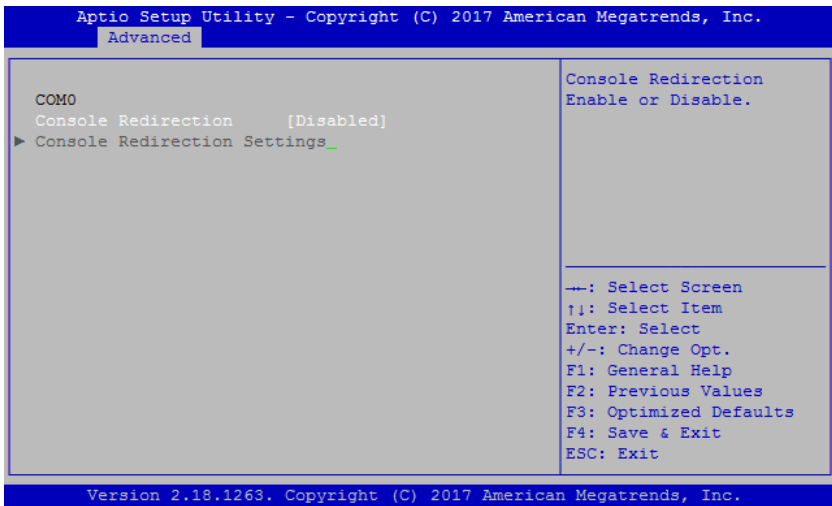 Aptio Setup Utility - Copyright (C) 2017 American Megatrends, Inc.
Advanced
COM0
Console Redirection [Disabled]
► Console Redirection Settings_
Console Redirection
Enable or Disable.
→←: Select Screen
↑↓: Select Item
Enter: Select
+/-: Change Opt.
F1: General Help
F2: Previous Values
F3: Optimized Defaults
F4: Save & Exit
ESC: Exit
Version 2.18.1263. Copyright (C) 2017 American Megatrends, Inc.